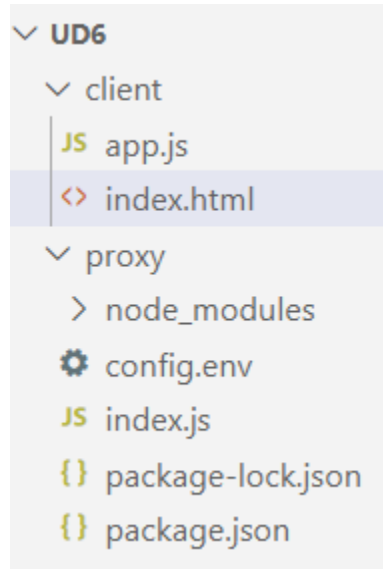 UD6
client
JS app.js
<> index.html
proxy
node_modules
config.env
JS index.js
{} package-lock.json
{} package.json